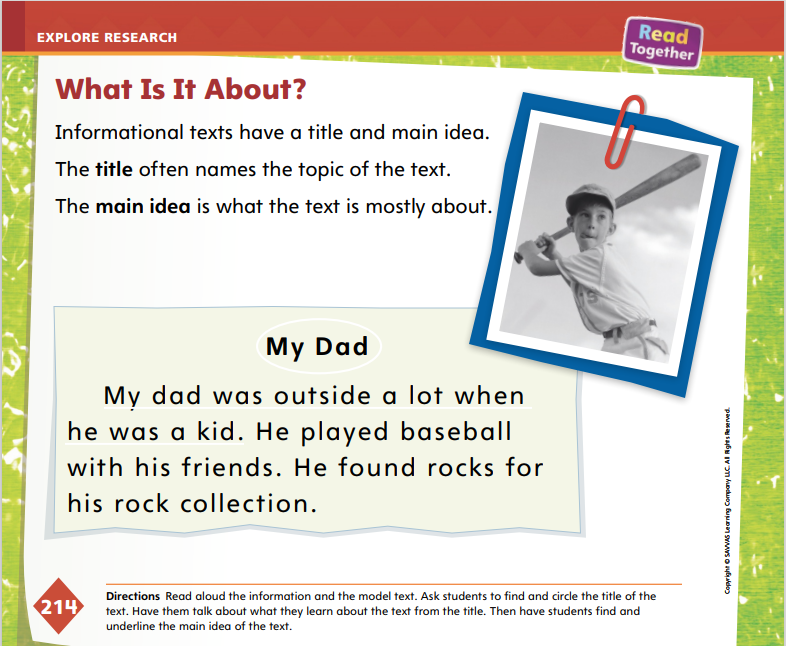 EXPLORE RESEARCH
Read
Together
What Is It About?
Informational texts have a title and main idea.
The title often names the topic of the text.
The main idea is what the text is mostly about.
My Dad
My dad was outside a lot when
he was a kid. He played baseball
with his friends. He found rocks for
his rock collection.
Copyright © SAVVAS Learning Company LLC. All Rights Reserved.
214
Directions Read aloud the information and the model text. Ask students to find and circle the title of the
text. Have them talk about what they learn about the text from the title. Then have students find and
underline the main idea of the text.